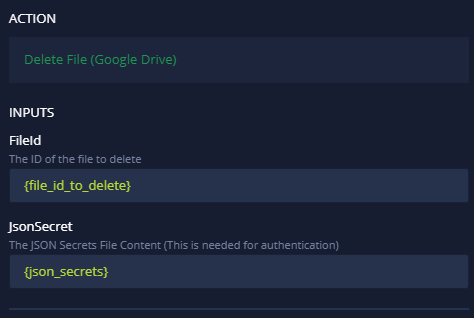 ACTION
Delete File (Google Drive)
INPUTS
FileId
The ID of the file to delete
{file_id_to_delete}
JsonSecret
The JSON Secrets File Content (This is needed for authentication)
{json_secrets}